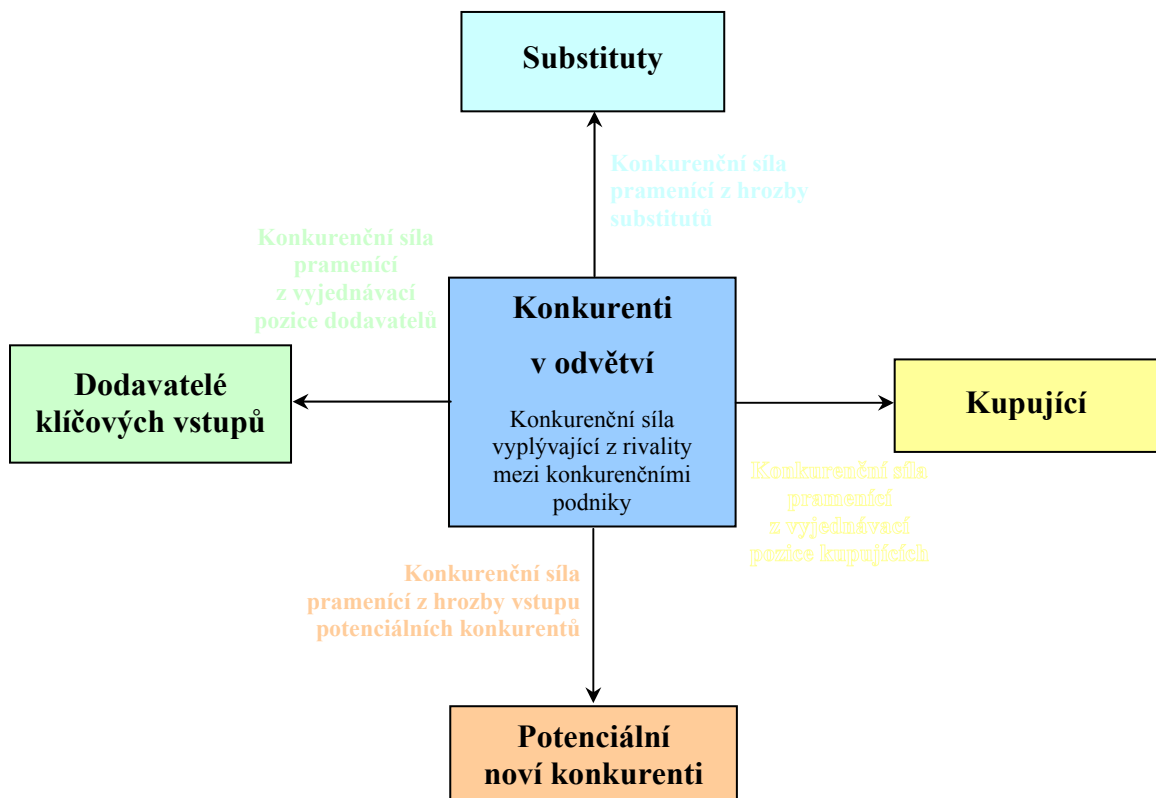 Substituty
Konkurenční síla
pramenící z hrozby
substitutů
Konkurenční síla
pramenící
z vyjednávací
pozice dodavatelů
Konkurenti
v odvětví
Konkurenční síla
vyplývající z rivality
mezi konkurenčními
podniky
Dodavatelé
klíčových vstupů
Kupující
Konkurenční síla
pramenící
z vyjednávací
pozice kupujících
Konkurenční síla
pramenící z hrozby vstupu
potenciálních konkurentů
Potenciální
noví konkurenti